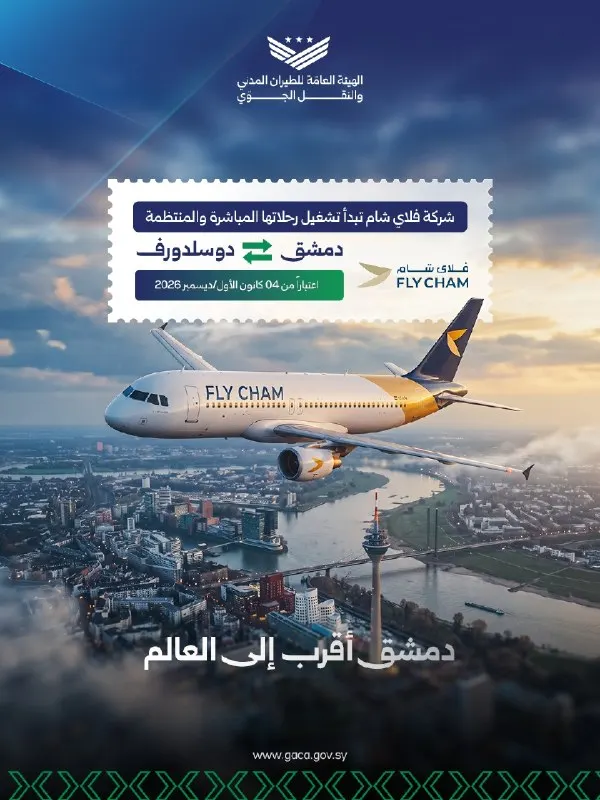 الهيئة العامة للطيران المدني
والنقل الجوي
شركة فلاي شام تبدأ تشغيل رحلاتها المباشرة والمنتظمة
دمشق دوسلدورف
اعتباراً من 04 كانون الأول/ديسمبر 2026
فلاي شام
FLY CHAM
FLY CHAM
دمشق أقرب إلى العالم
www.gaca.gov.sy